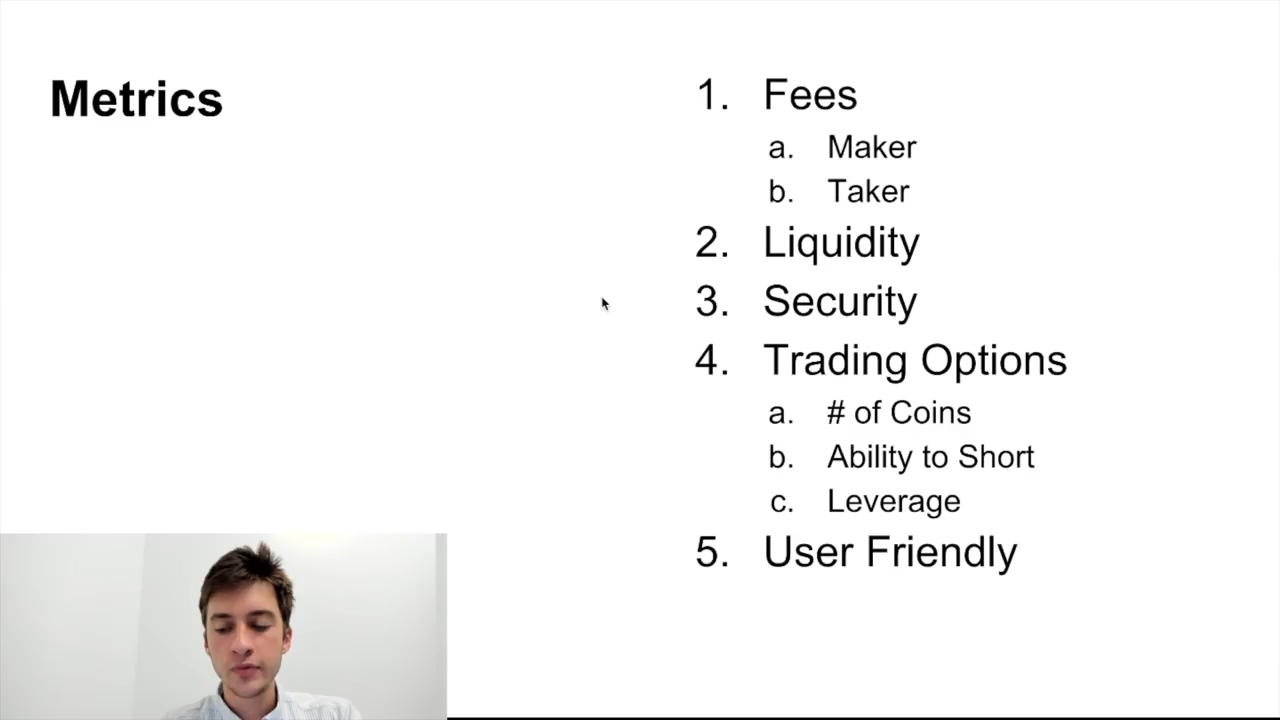 Metrics
1. Fees
a. Maker
b. Taker
2. Liquidity
3. Security
4. Trading Options
a. # of Coins
b. Ability to Short
c. Leverage
5. User Friendly